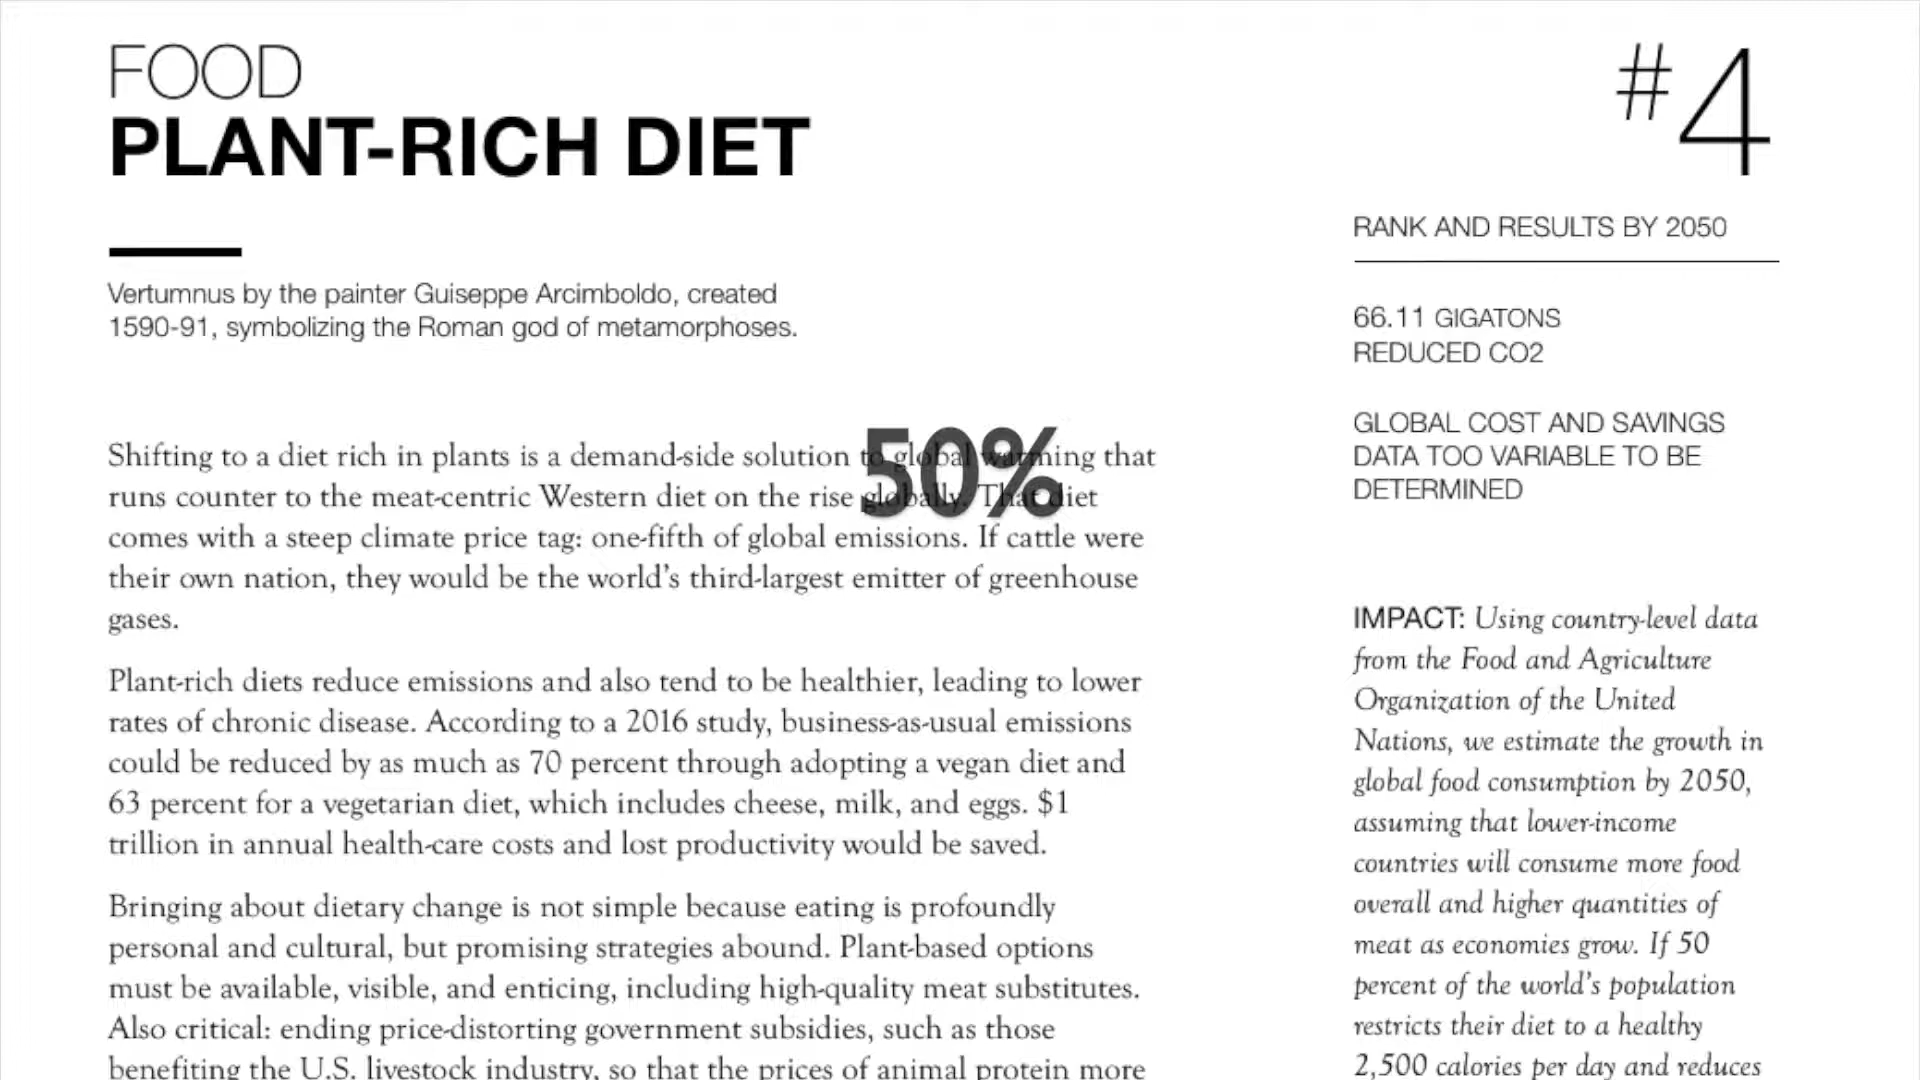 FOOD
PLANT-RICH DIET
Vertumnus by the painter Guiseppe Arcimboldo, created
1590-91, symbolizing the Roman god of metamorphoses.
Shifting to a diet rich in plants is a demand-side solution to global warming that
runs counter to the meat-centric Western diet on the rise globally. That diet
comes with a steep climate price tag: one-fifth of global emissions. If cattle were
their own nation, they would be the world's third-largest emitter of greenhouse
gases.
Plant-rich diets reduce emissions and also tend to be healthier, leading to lower
rates of chronic disease. According to a 2016 study, business-as-usual emissions
could be reduced by as much as 70 percent through adopting a vegan diet and
63 percent for a vegetarian diet, which includes cheese, milk, and eggs. $1
trillion in annual health-care costs and lost productivity would be saved.
Bringing about dietary change is not simple because eating is profoundly
personal and cultural, but promising strategies abound. Plant-based options
must be available, visible, and enticing, including high-quality meat substitutes.
Also critical: ending price-distorting government subsidies, such as those
benefiting the U.S. livestock industry, so that the prices of animal protein more
50%
#4
RANK AND RESULTS BY 2050
66.11 GIGATONS
REDUCED CO2
GLOBAL COST AND SAVINGS
DATA TOO VARIABLE TO BE
DETERMINED
IMPACT: Using country-level data
from the Food and Agriculture
Organization of the United
Nations, we estimate the growth in
global food consumption by 2050,
assuming that lower-income
countries will consume more food
overall and higher quantities of
meat as economies grow. If 50
percent of the world's population
restricts their diet to a healthy
2,500 calories per day and reduces